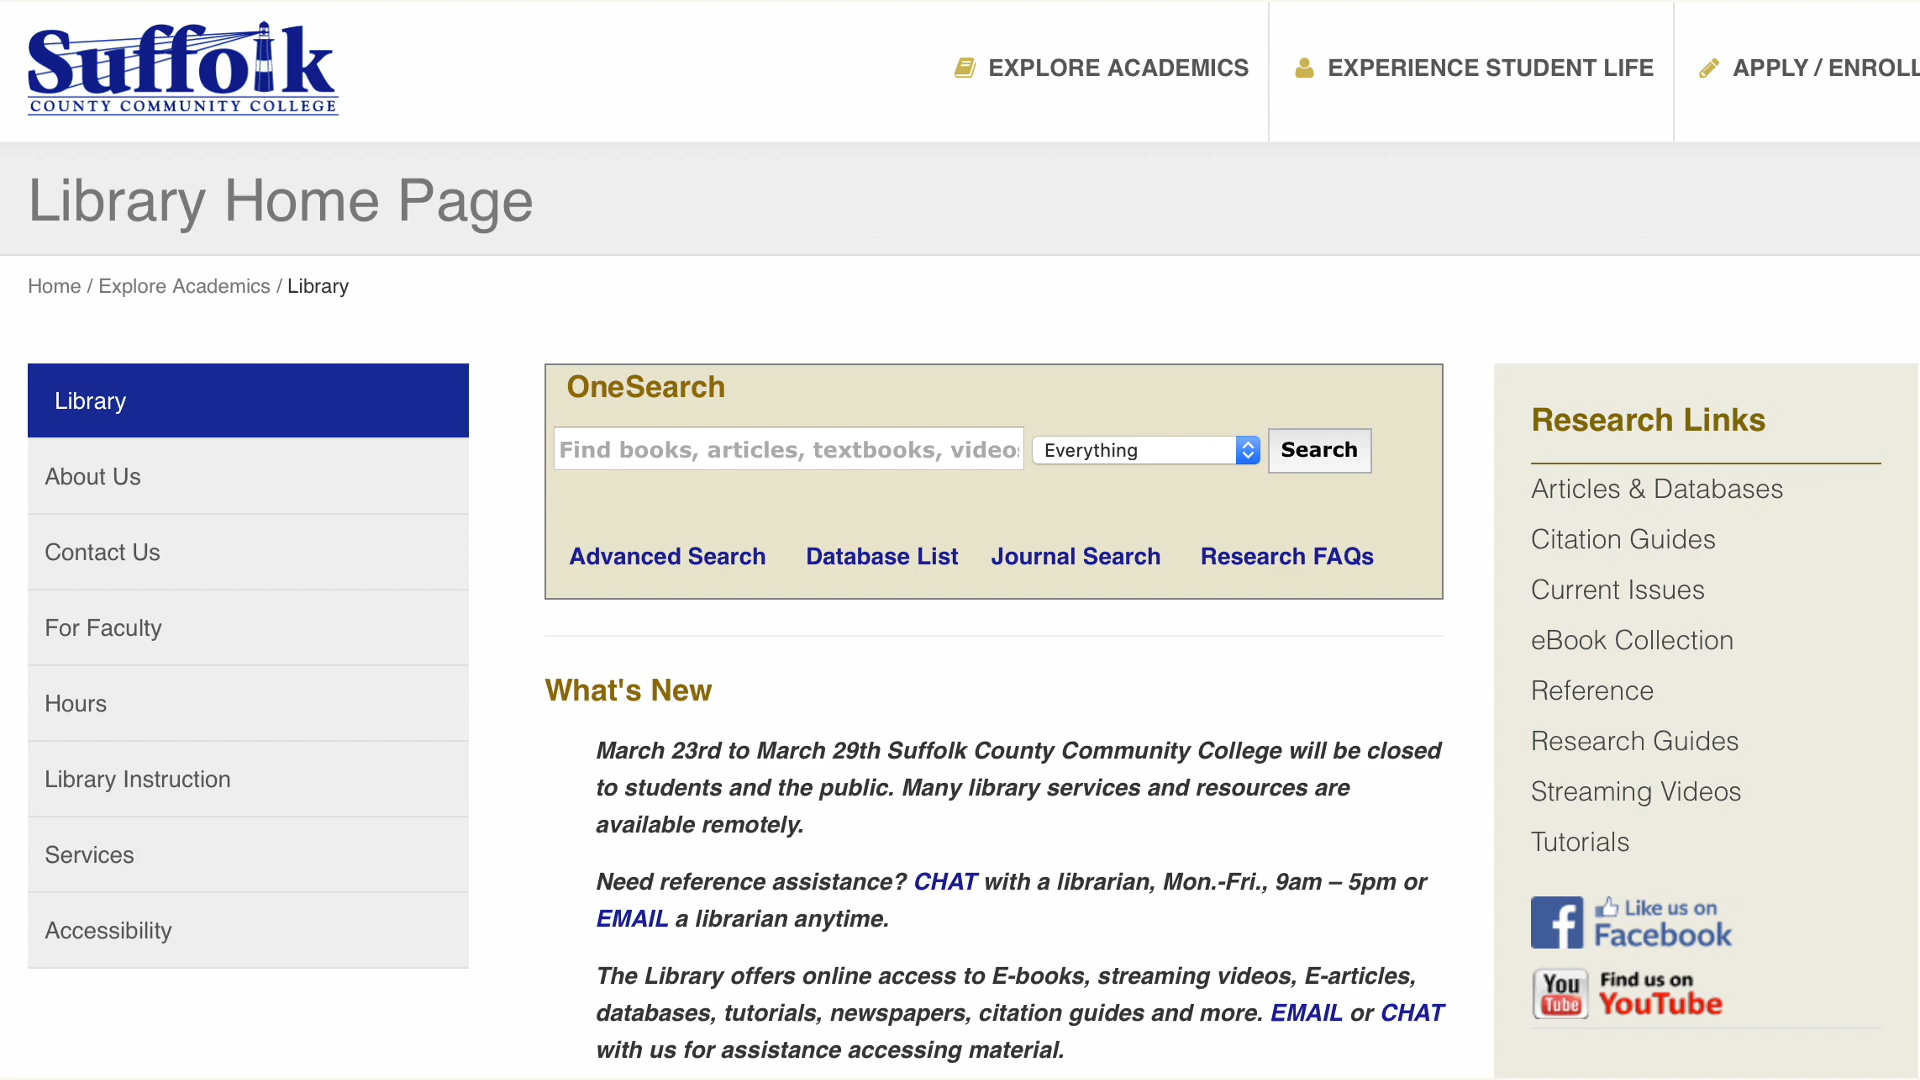 Suffolk
COUNTY COMMUNITY COLLEGE
EXPLORE ACADEMICS
EXPERIENCE STUDENT LIFE
APPLY / ENROLL
Library Home Page
Home / Explore Academics / Library
Library
About Us
Contact Us
For Faculty
Hours
Library Instruction
Services
Accessibility
OneSearch
Find books, articles, textbooks, videos
Everything
Search
Advanced Search
Database List
Journal Search
Research FAQs
What's New
March 23rd to March 29th Suffolk County Community College will be closed
to students and the public. Many library services and resources are
available remotely.
Need reference assistance? CHAT with a librarian, Mon.-Fri., 9am – 5pm or
EMAIL a librarian anytime.
The Library offers online access to E-books, streaming videos, E-articles,
databases, tutorials, newspapers, citation guides and more. EMAIL or CHAT
with us for assistance accessing material.
Research Links
Articles & Databases
Citation Guides
Current Issues
eBook Collection
Reference
Research Guides
Streaming Videos
Tutorials
Like us on
Facebook
You
Tube
Find us on
YouTube